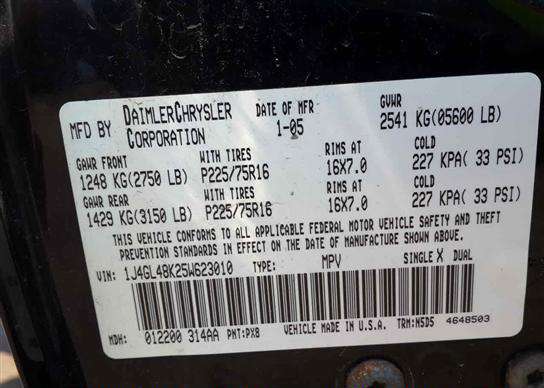 MFD BY DAIMLERCHRYSLER CORPORATION DATE OF MFR 1-05 GVWR 2541 KG(05600 LB)
GAWR FRONT WITH TIRES RIMS AT COLD
1248 KG(2750 LB) P225/75R16 16X7.0 227 KPA( 33 PSI)
GAWR REAR WITH TIRES RIMS AT COLD
1429 KG(3150 LB) P225/75R16 16X7.0 227 KPA( 33 PSI)
THIS VEHICLE CONFORMS TO ALL APPLICABLE FEDERAL MOTOR VEHICLE SAFETY AND THEFT
PREVENTION STANDARDS IN EFFECT ON THE DATE OF MANUFACTURE SHOWN ABOVE.
VIN: 1J4GL48K25W623010 TYPE: MPV SINGLE X DUAL
MDH: 012200 314AA PNT:PX8 VEHICLE MADE IN U.S.A. TRM:N5D5 4648503